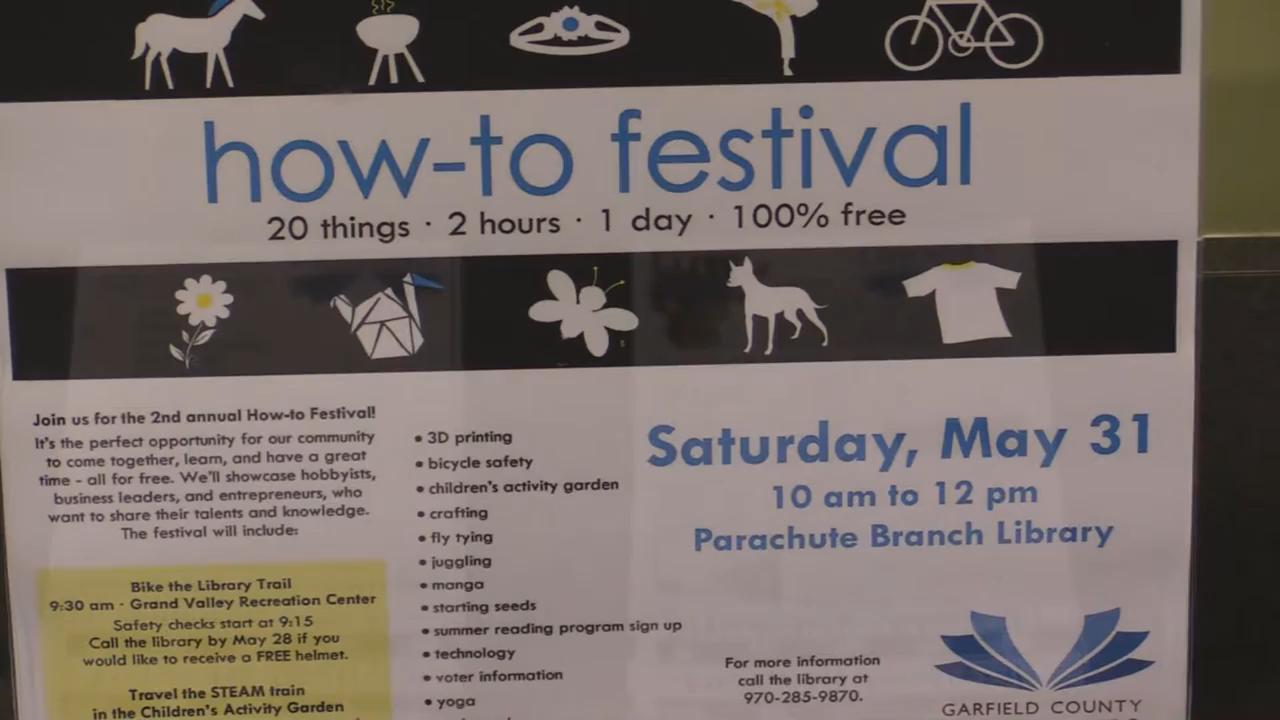 how-to festival
20 things · 2 hours · 1 day · 100% free
Join us for the 2nd annual How-to Festival!
It's the perfect opportunity for our community
to come together, learn, and have a great
time - all for free. We'll showcase hobbyists,
business leaders, and entrepreneurs, who
want to share their talents and knowledge.
The festival will include:
Bike the Library Trail
9:30 am · Grand Valley Recreation Center
Safety checks start at 9:15
Call the library by May 28 if you
would like to receive a FREE helmet.
Travel the STEAM train
in the Children's Activity Garden
• 3D printing
• bicycle safety
• children's activity garden
• crafting
• fly tying
• juggling
• manga
• starting seeds
• summer reading program sign up
• technology
• voter information
• yoga
Saturday, May 31
10 am to 12 pm
Parachute Branch Library
For more information
call the library at
970-285-9870.
GARFIELD COUNTY